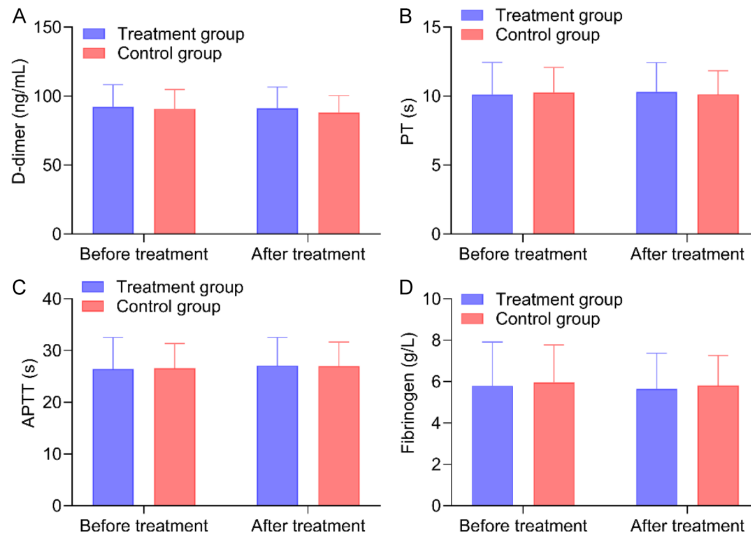 A
Treatment group
Control group
D-dimer (ng/mL)
150
100
50
0
Before treatment
After treatment
B
Treatment group
Control group
PT (s)
15
10
5
0
Before treatment
After treatment
C
Treatment group
Control group
APTT (s)
40
30
20
10
0
Before treatment
After treatment
D
Treatment group
Control group
Fibrinogen (g/L)
10
8
6
4
2
0
Before treatment
After treatment